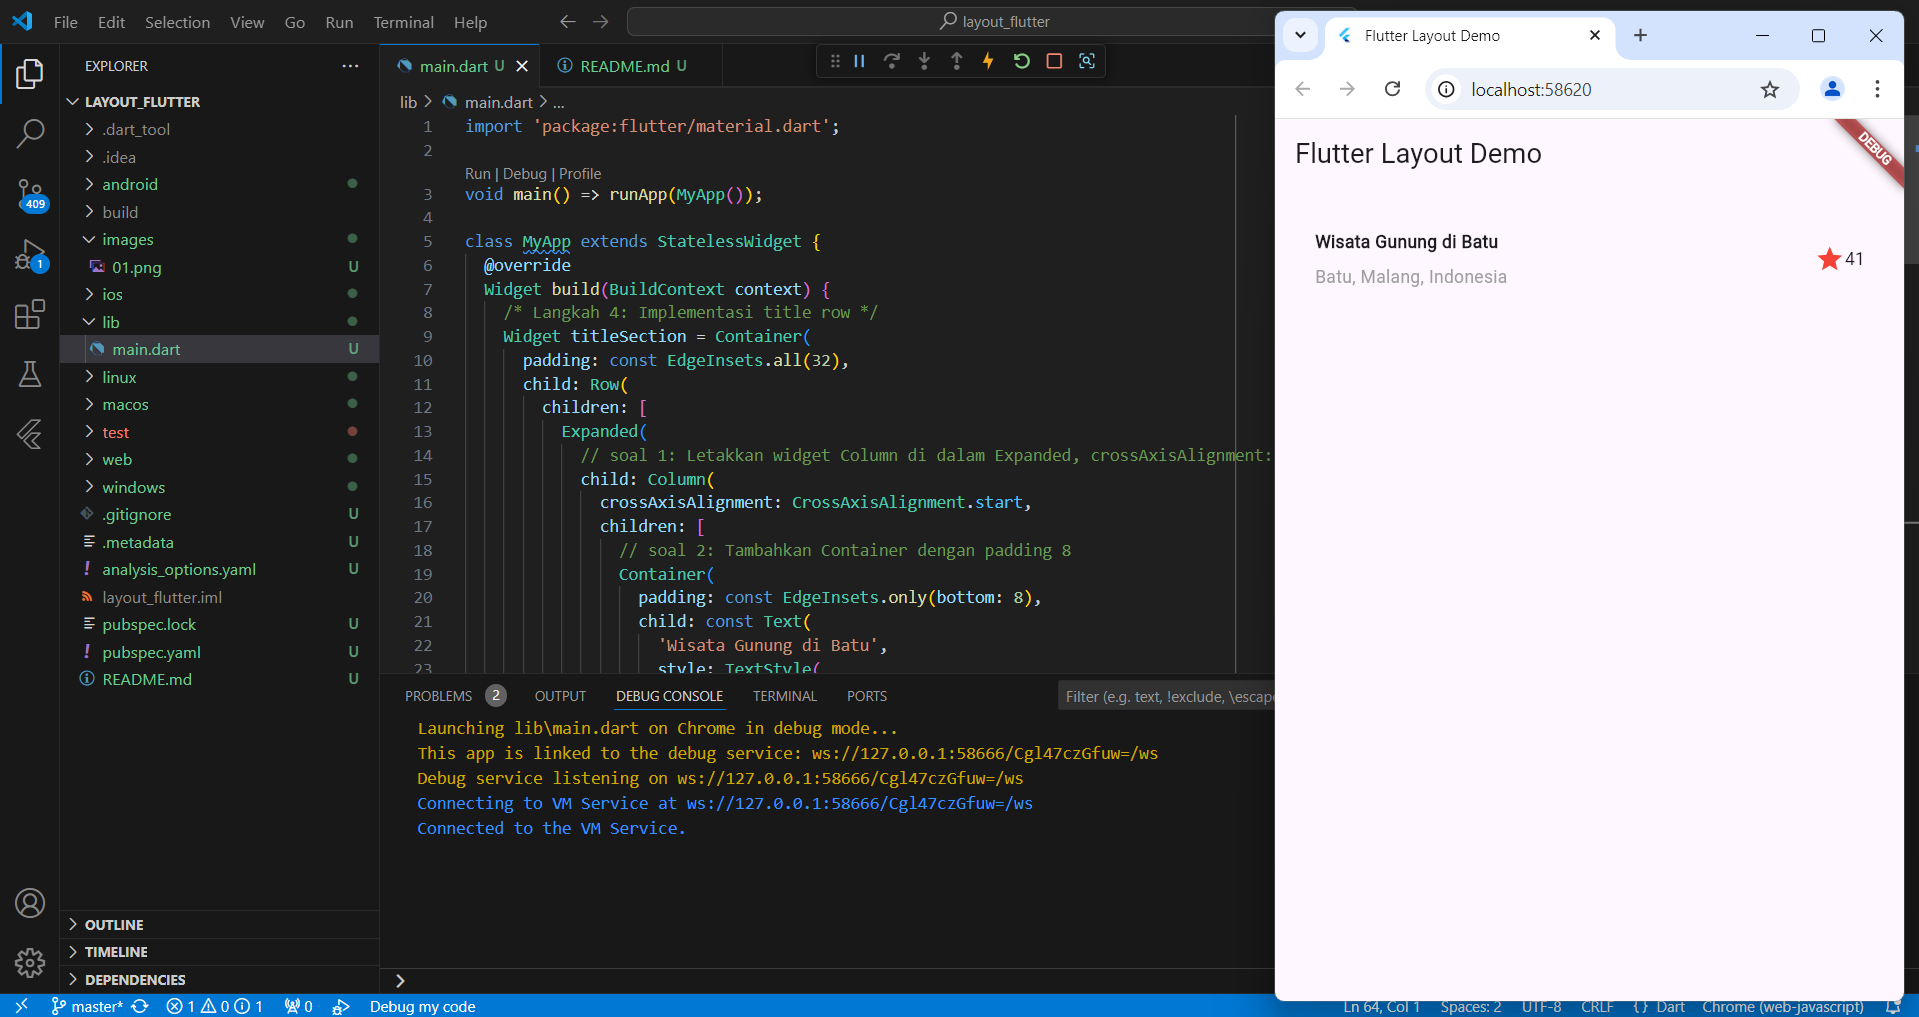 File Edit Selection View Go Run Terminal Help
layout_flutter
EXPLORER
LAYOUT_FLUTTER
.dart_tool
.idea
android
build
images
01.png U
ios
lib
main.dart U
linux
macos
test
web
windows
.gitignore U
.metadata U
analysis_options.yaml U
layout_flutter.iml
pubspec.lock U
pubspec.yaml U
README.md U
OUTLINE
TIMELINE
DEPENDENCIES
409
1
main.dart U
README.md U
lib > main.dart > ...
1 import 'package:flutter/material.dart';
2
Run | Debug | Profile
3 void main() => runApp(MyApp());
4
5 class MyApp extends StatelessWidget {
6 @override
7 Widget build(BuildContext context) {
8 /* Langkah 4: Implementasi title row */
9 Widget titleSection = Container(
10 padding: const EdgeInsets.all(32),
11 child: Row(
12 children: [
13 Expanded(
14 // soal 1: Letakkan widget Column di dalam Expanded, crossAxisAlignment:
15 child: Column(
16 crossAxisAlignment: CrossAxisAlignment.start,
17 children: [
18 // soal 2: Tambahkan Container dengan padding 8
19 Container(
20 padding: const EdgeInsets.only(bottom: 8),
21 child: const Text(
22 'Wisata Gunung di Batu',
23 style: TextStyle(
PROBLEMS 2 OUTPUT DEBUG CONSOLE TERMINAL PORTS
Filter (e.g. text, !exclude, \escape
Launching lib\main.dart on Chrome in debug mode...
This app is linked to the debug service: ws://127.0.0.1:58666/Cgl47czGfuw=/ws
Debug service listening on ws://127.0.0.1:58666/Cgl47czGfuw=/ws
Connecting to VM Service at ws://127.0.0.1:58666/Cgl47czGfuw=/ws
Connected to the VM Service.
>
Flutter Layout Demo
localhost:58620
Flutter Layout Demo
DEBUG
Wisata Gunung di Batu
Batu, Malang, Indonesia
41
master* 1 0 1 0 Debug my code
Ln 64, Col 1 Spaces: 2 UTF-8 CRLF {} Dart Chrome (web-javascript)